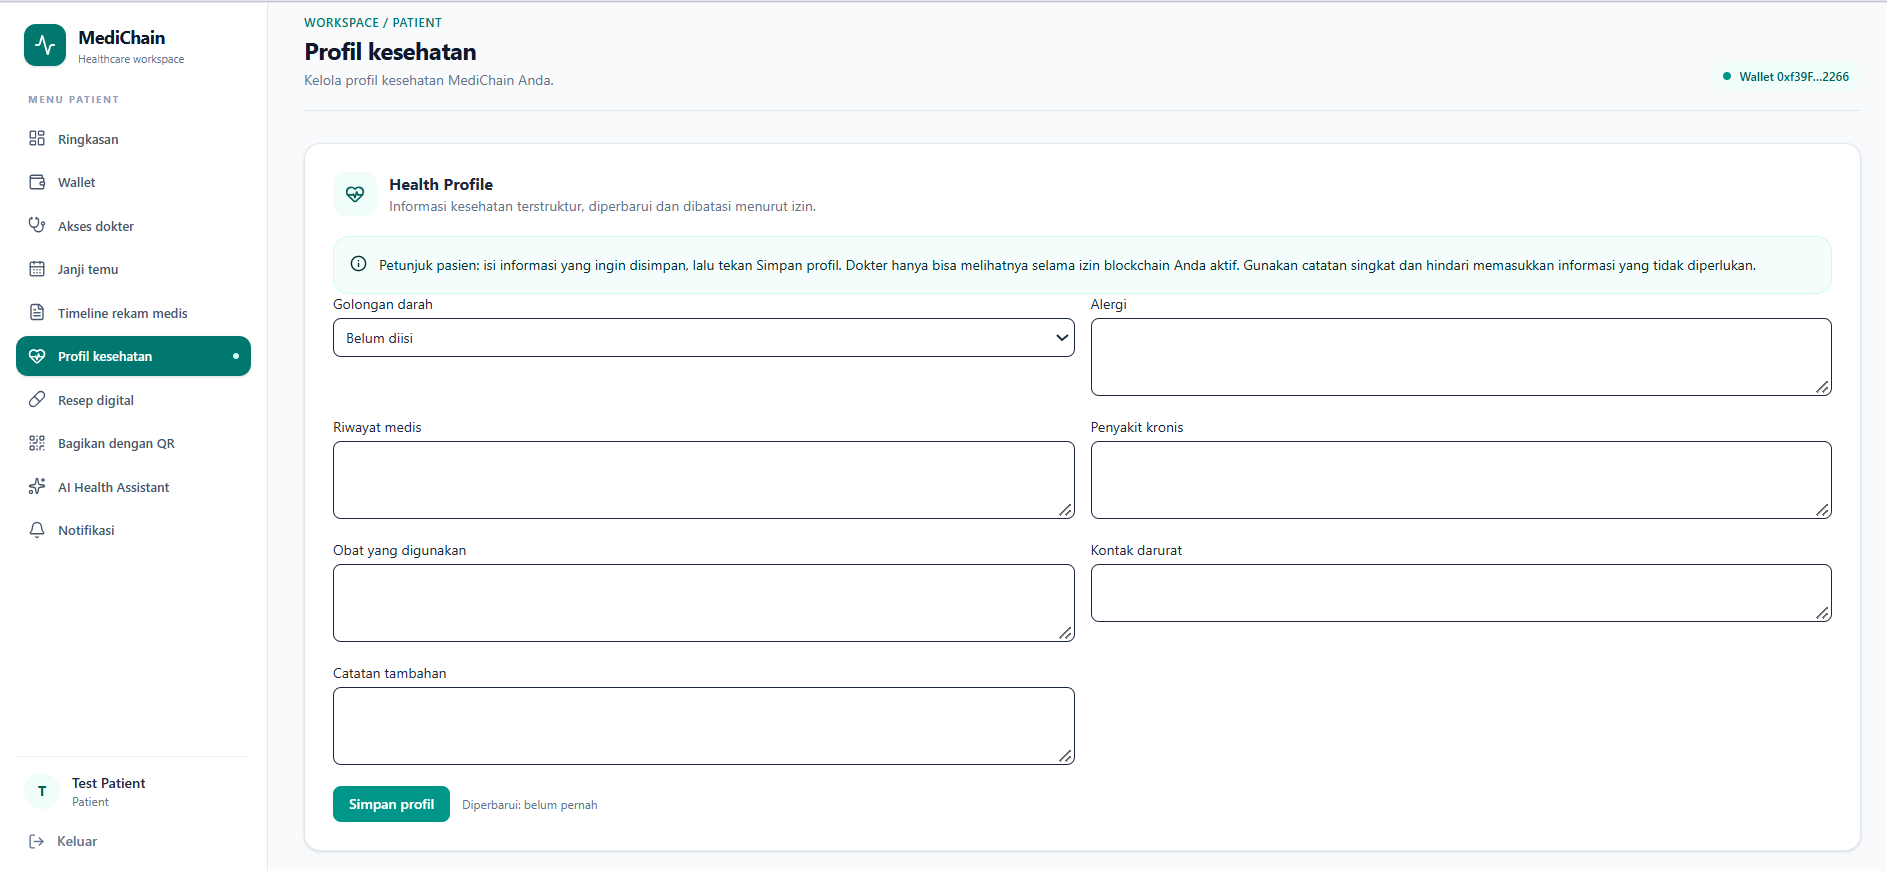 MediChain
Healthcare workspace
MENU PATIENT
Ringkasan
Wallet
Akses dokter
Janji temu
Timeline rekam medis
Profil kesehatan
Resep digital
Bagikan dengan QR
AI Health Assistant
Notifikasi
T
Test Patient
Patient
Keluar
WORKSPACE / PATIENT
Profil kesehatan
Kelola profil kesehatan MediChain Anda.
Wallet 0xf39F...2266
Health Profile
Informasi kesehatan terstruktur, diperbarui dan dibatasi menurut izin.
Petunjuk pasien: isi informasi yang ingin disimpan, lalu tekan Simpan profil. Dokter hanya bisa melihatnya selama izin blockchain Anda aktif. Gunakan catatan singkat dan hindari memasukkan informasi yang tidak diperlukan.
Golongan darah
Belum diisi
Alergi
Riwayat medis
Penyakit kronis
Obat yang digunakan
Kontak darurat
Catatan tambahan
Simpan profil
Diperbarui: belum pernah